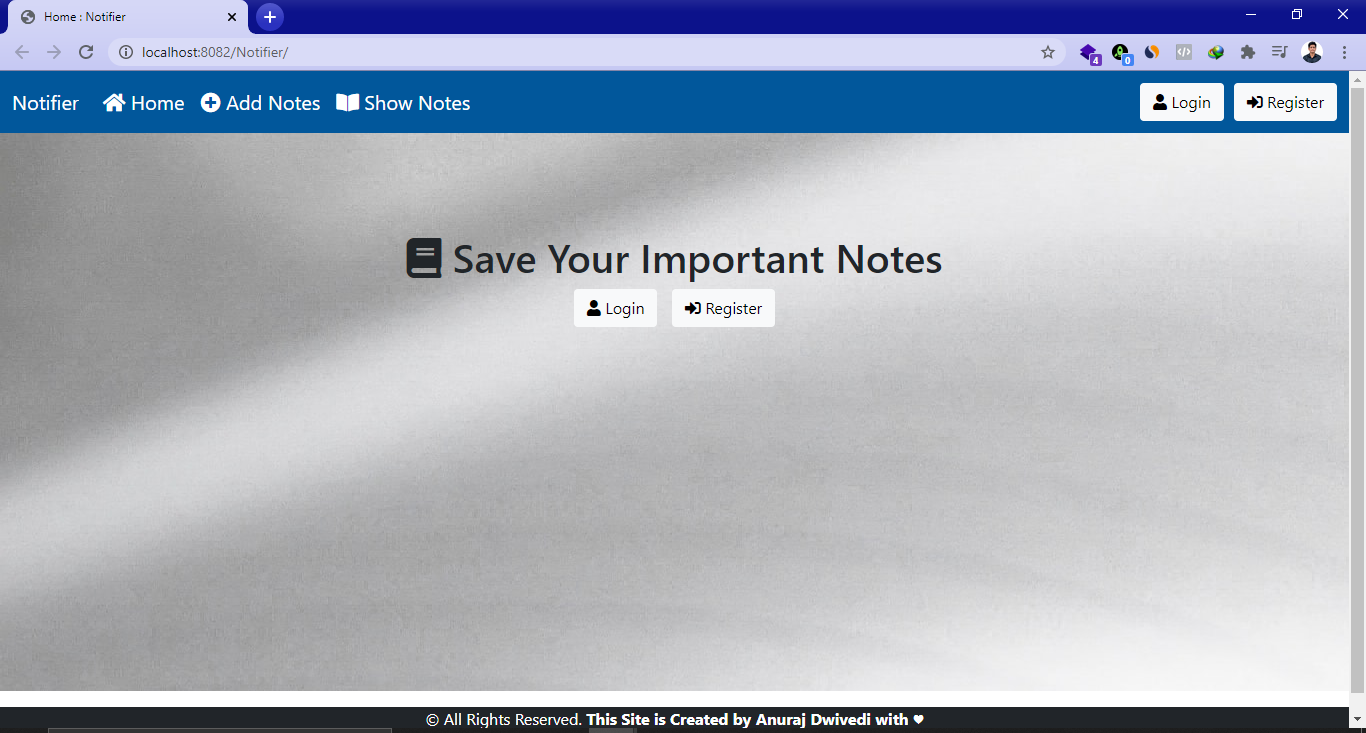 Home : Notifier
localhost:8082/Notifier/
4
0
Notifier Home Add Notes Show Notes Login Register
Save Your Important Notes
Login Register
© All Rights Reserved. This Site is Created by Anuraj Dwivedi with ♥